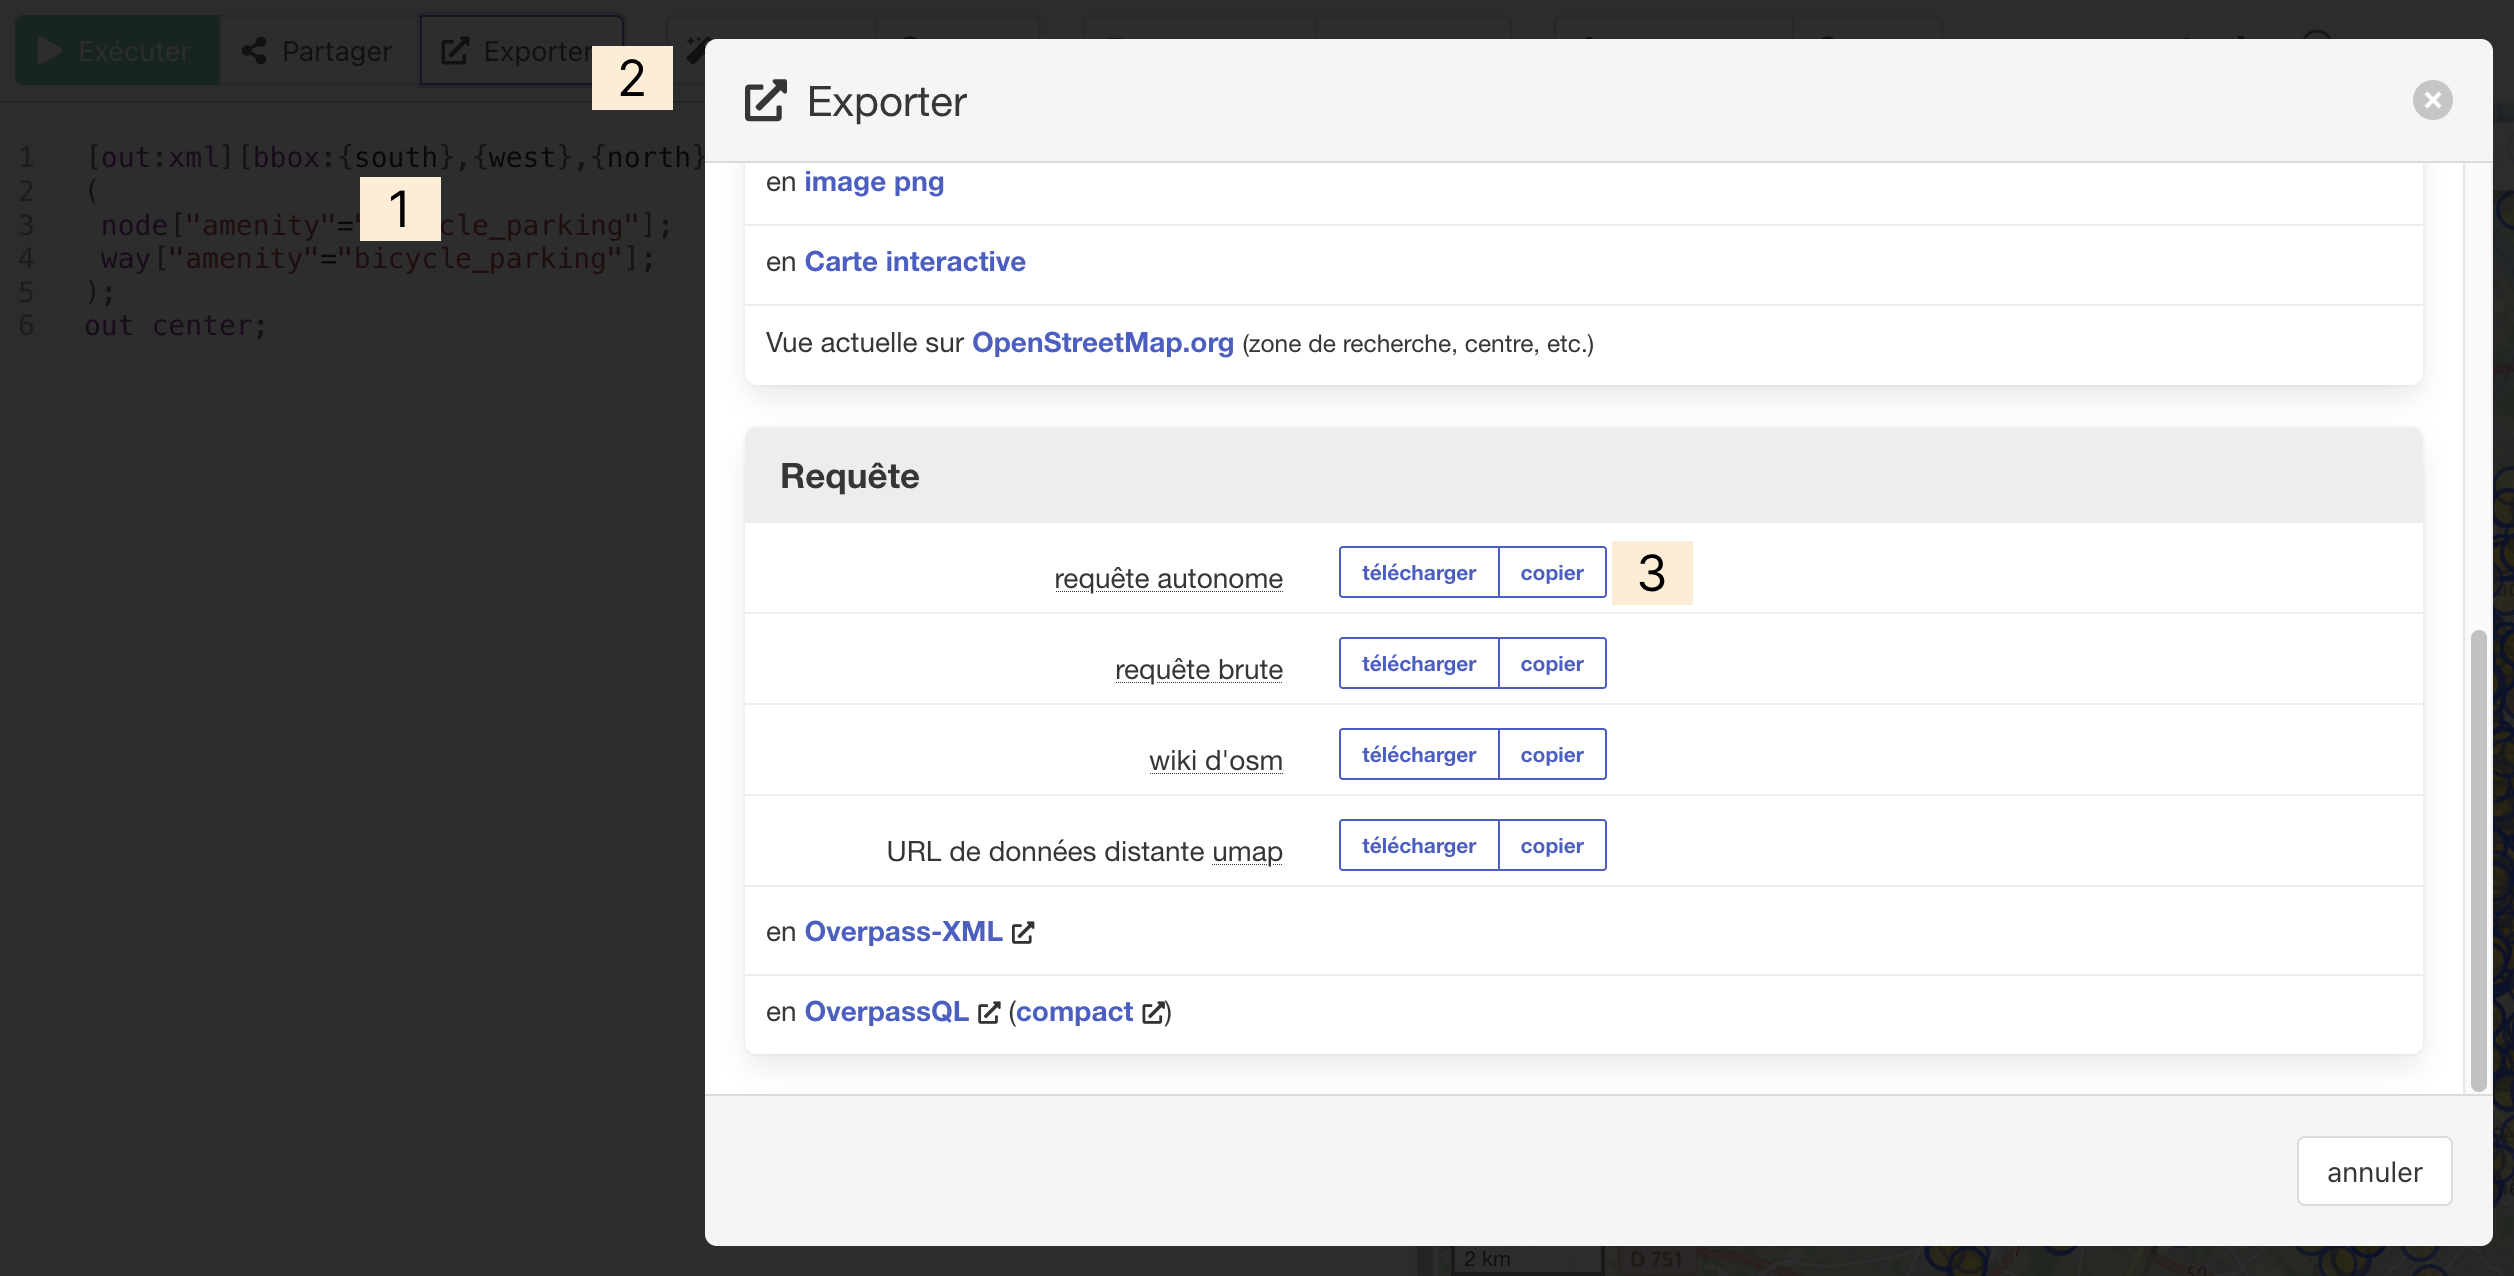 Exécuter Partager Exporter
2
Exporter
1 [out:xml][bbox:{south},{west},{north}
2 (
1
3 node["amenity"= cle_parking"];
4 way["amenity"="bicycle_parking"];
5 );
6 out center;
en image png
en Carte interactive
Vue actuelle sur OpenStreetMap.org (zone de recherche, centre, etc.)
Requête
requête autonome télécharger copier 3
requête brute télécharger copier
wiki d'osm télécharger copier
URL de données distante umap télécharger copier
en Overpass-XML
en OverpassQL (compact)
annuler
2 km D 751
50